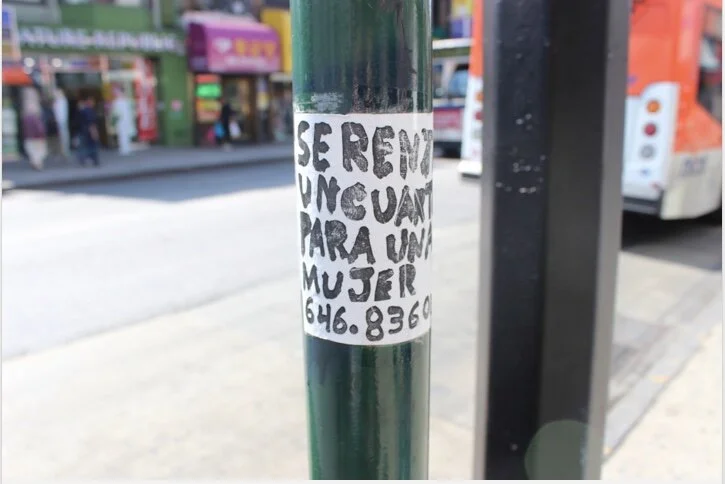 SE RENT
UN CUART
PARA UNA
MUJER
646.8360